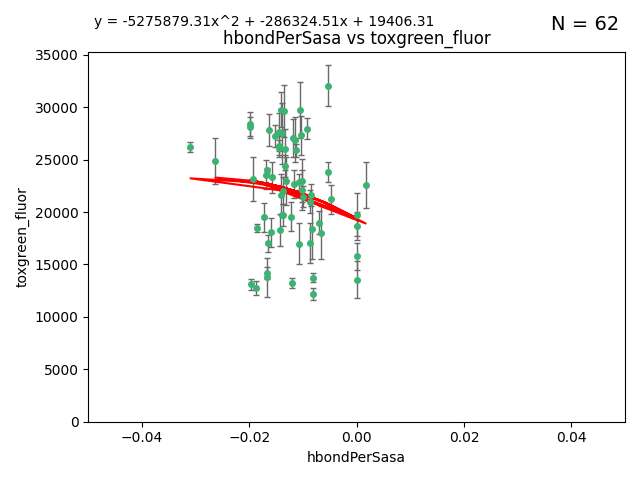 y = -5275879.31x^2 + -286324.51x + 19406.31
N = 62
hbondPerSasa vs toxgreen_fluor
toxgreen_fluor
35000
30000
25000
20000
15000
10000
5000
0
−0.04
−0.02
0.00
0.02
0.04
hbondPerSasa